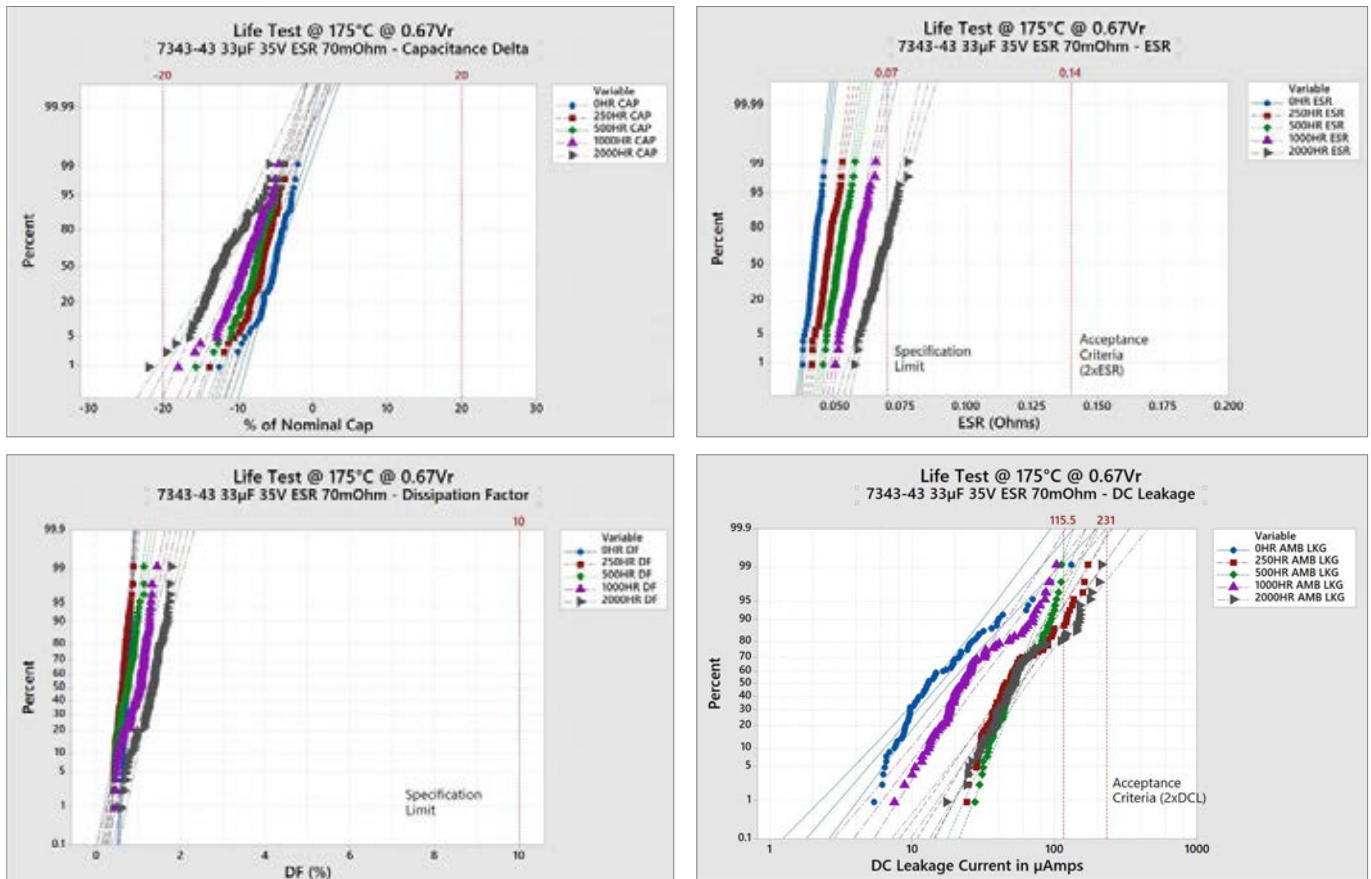 Life Test @ 175°C @ 0.67Vr
7343-43 33µF 35V ESR 70mOhm - Capacitance Delta
-20
20
Variable
0HR CAP
250HR CAP
500HR CAP
1000HR CAP
2000HR CAP
99.99
99
95
80
50
20
5
1
Percent
-30
-20
-10
0
10
20
30
% of Nominal Cap
Life Test @ 175°C @ 0.67Vr
7343-43 33µF 35V ESR 70mOhm - ESR
0.07
0.14
Variable
0HR ESR
250HR ESR
500HR ESR
1000HR ESR
2000HR ESR
99.99
99
95
80
50
20
5
1
Percent
Specification
Limit
Acceptance
Criteria
(2xESR)
0.050
0.075
0.100
0.125
0.150
0.175
0.200
ESR (Ohms)
Life Test @ 175°C @ 0.67Vr
7343-43 33µF 35V ESR 70mOhm - Dissipation Factor
10
Variable
0HR DF
250HR DF
500HR DF
1000HR DF
2000HR DF
99.9
99
95
90
80
70
60
50
40
30
20
10
5
1
0.1
Percent
Specification
Limit
0
2
4
6
8
10
DF (%)
Life Test @ 175°C @ 0.67Vr
7343-43 33µF 35V ESR 70mOhm - DC Leakage
115.5
231
Variable
0HR AMB LKG
250HR AMB LKG
500HR AMB LKG
1000HR AMB LKG
2000HR AMB LKG
99.9
99
95
90
80
70
60
50
40
30
20
10
5
1
0.1
Percent
Acceptance
Criteria (2xDCL)
1
10
100
1000
DC Leakage Current in µAmps